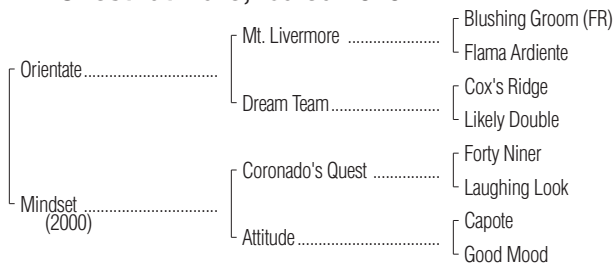 Blushing Groom (FR)
Mt. Livermore
Flama Ardiente
Orientate
Cox's Ridge
Dream Team
Likely Double
Forty Niner
Coronado's Quest
Laughing Look
Mindset
(2000)
Capote
Attitude
Good Mood